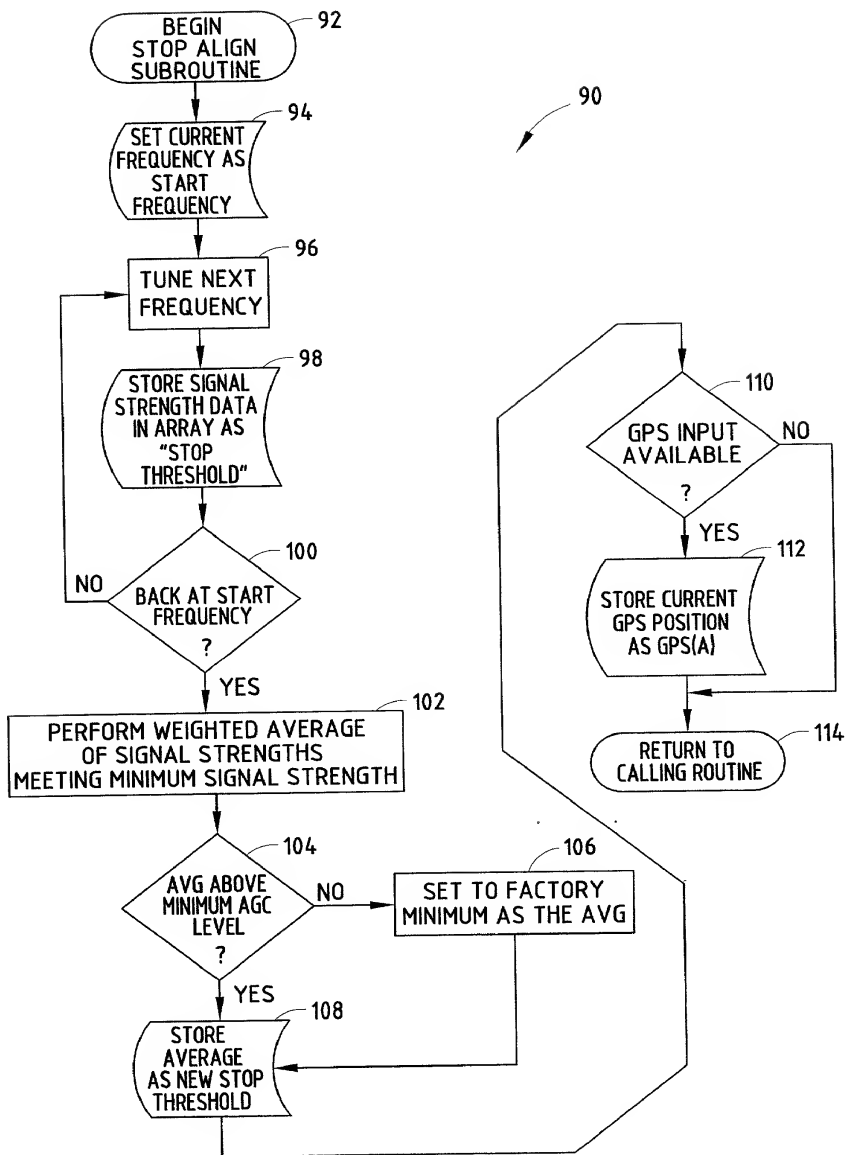 BEGIN
STOP ALIGN
SUBROUTINE
92
90
94
SET CURRENT
FREQUENCY AS
START
FREQUENCY
96
TUNE NEXT
FREQUENCY
98
STORE SIGNAL
STRENGTH DATA
IN ARRAY AS
"STOP
THRESHOLD"
100
NO
BACK AT START
FREQUENCY
?
YES
102
PERFORM WEIGHTED AVERAGE
OF SIGNAL STRENGTHS
MEETING MINIMUM SIGNAL STRENGTH
104
AVG ABOVE
MINIMUM AGC
LEVEL
?
NO
106
SET TO FACTORY
MINIMUM AS THE AVG
YES
108
STORE
AVERAGE
AS NEW STOP
THRESHOLD
110
GPS INPUT
AVAILABLE
?
NO
YES
112
STORE CURRENT
GPS POSITION
AS GPS(A)
114
RETURN TO
CALLING ROUTINE